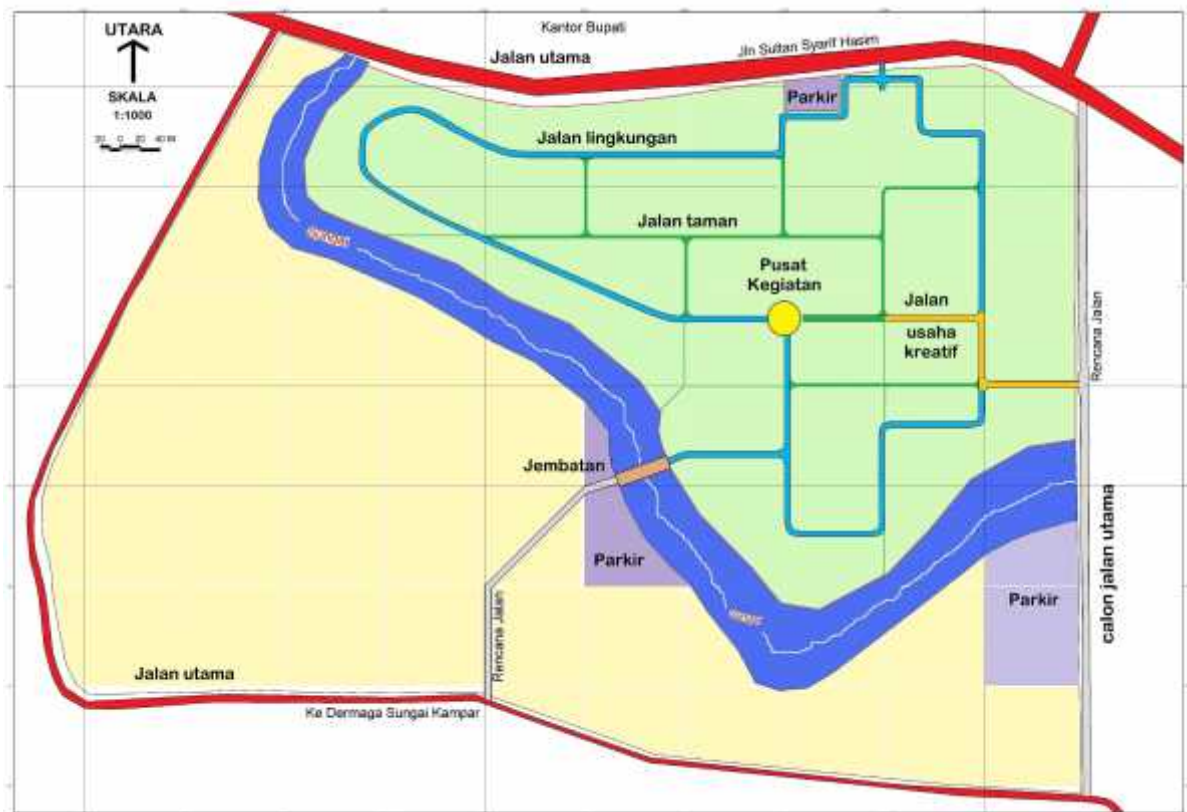 UTARA
SKALA
1:1000
Kantor Bupati
Jalan utama
Jln Sultan Syarif Hasim
Parkir
Jalan lingkungan
Jalan taman
Pusat
Kegiatan
Jalan
usaha
kreatif
Rencana Jalan
Jembatan
Parkir
Parkir
calon jalan utama
Rencana Jalan
Jalan utama
Ke Dermaga Sungai Kampar